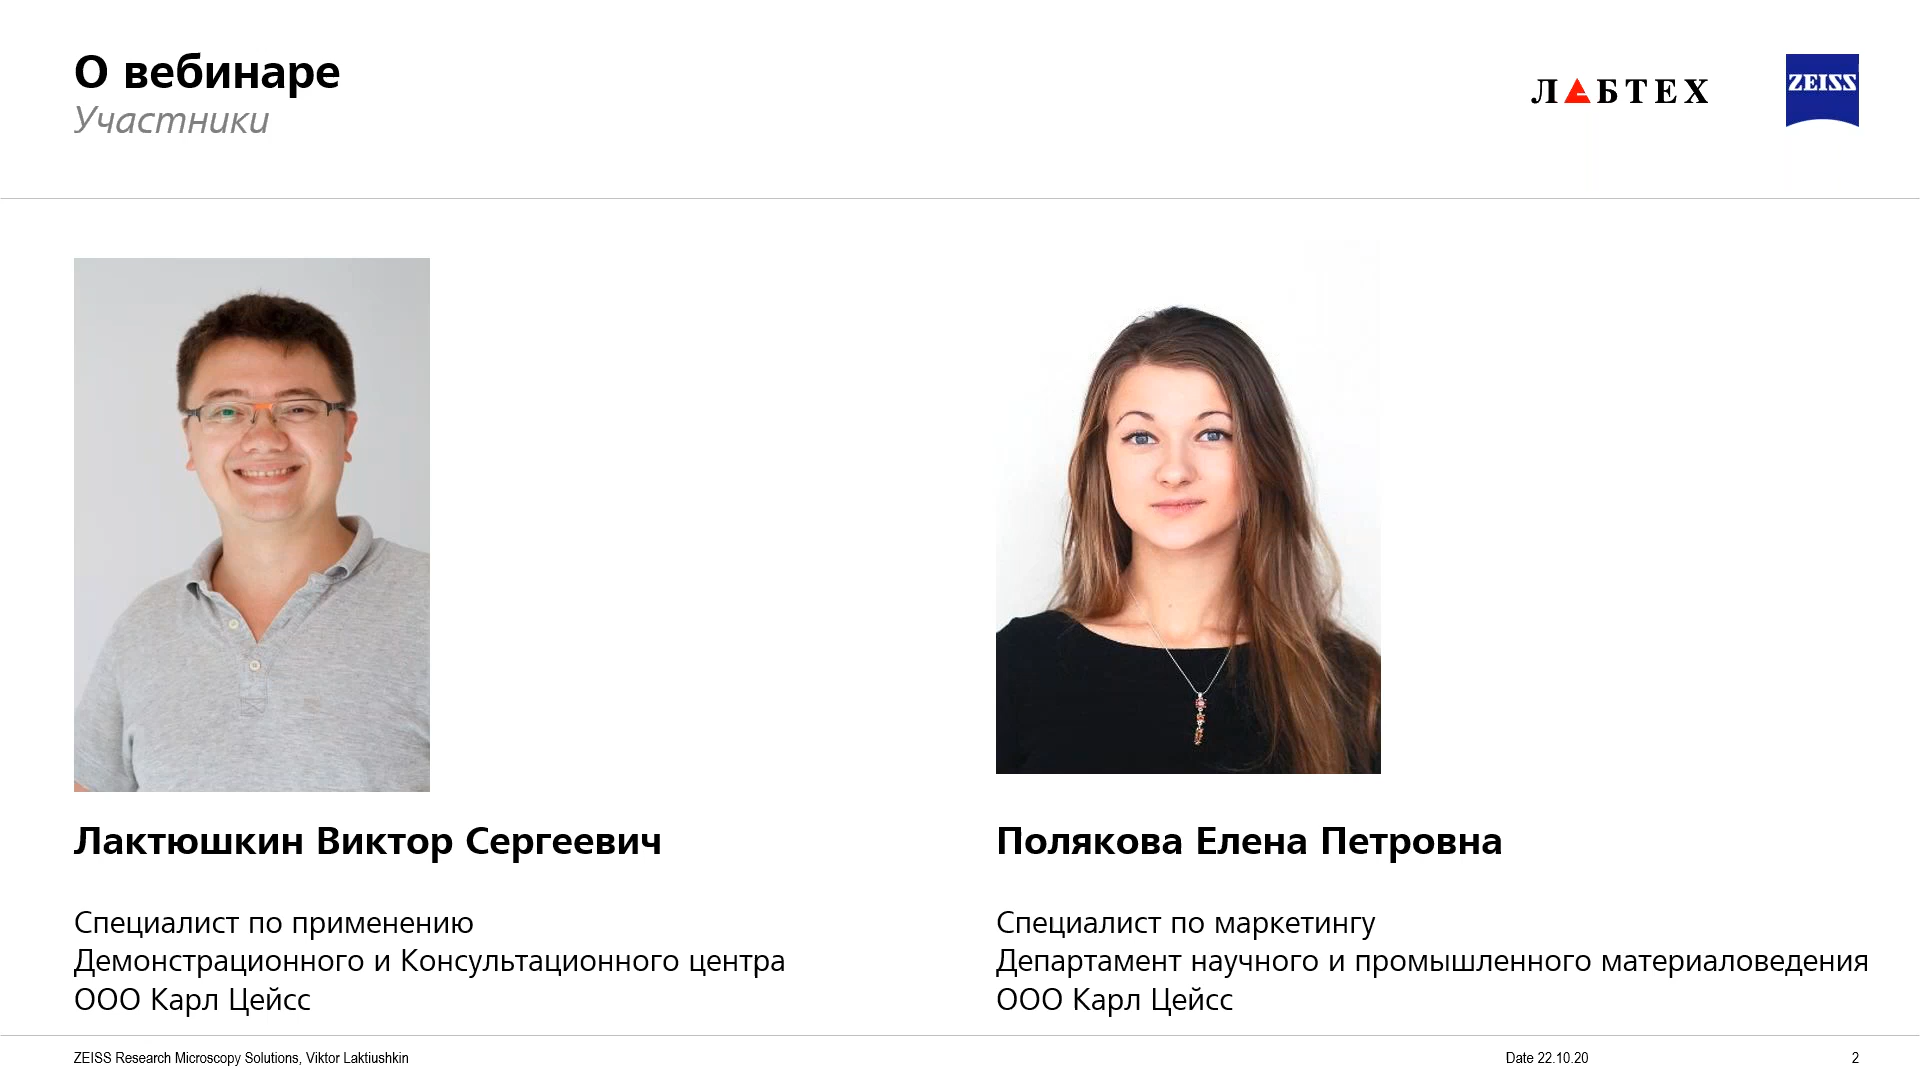 О вебинаре
Участники
ЛАБТЕХ
ZEISS
Лактюшкин Виктор Сергеевич
Специалист по применению
Демонстрационного и Консультационного центра
ООО Карл Цейсс
Полякова Елена Петровна
Специалист по маркетингу
Департамент научного и промышленного материаловедения
ООО Карл Цейсс
ZEISS Research Microscopy Solutions, Viktor Laktiushkin
Date 22.10.20
2